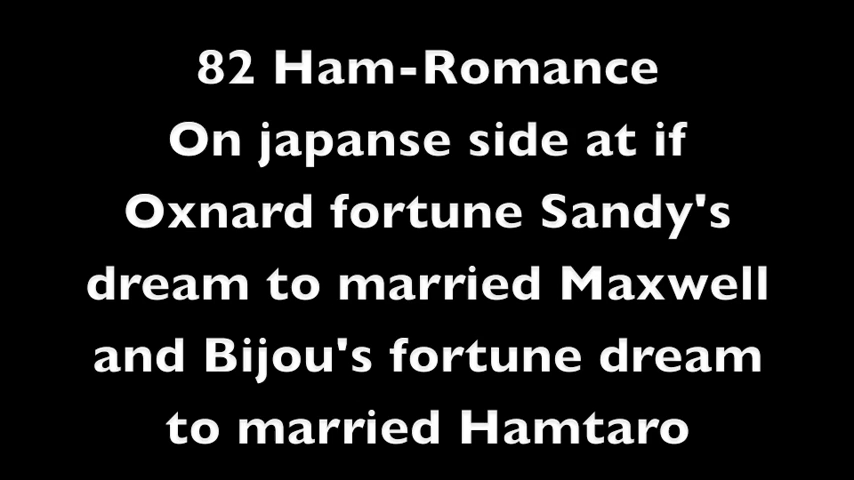 82 Ham-Romance
On japanse side at if
Oxnard fortune Sandy's
dream to married Maxwell
and Bijou's fortune dream
to married Hamtaro